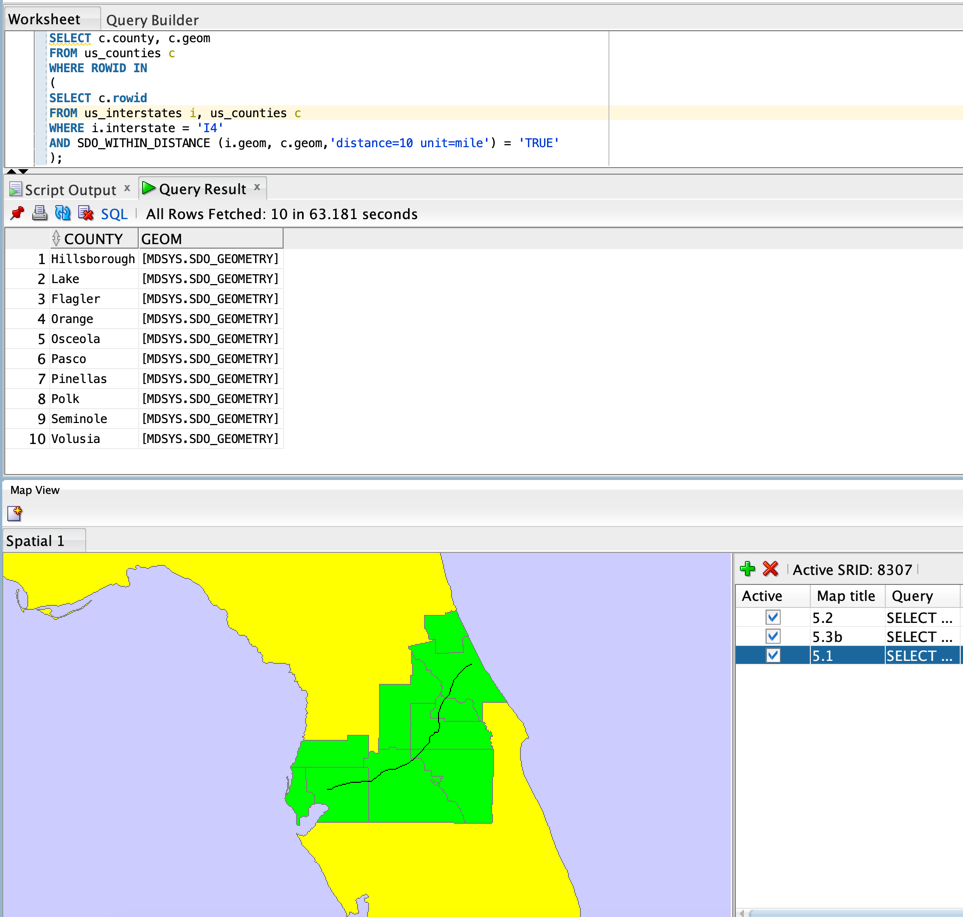 Worksheet Query Builder
SELECT c.county, c.geom
FROM us_counties c
WHERE ROWID IN
(
SELECT c.rowid
FROM us_interstates i, us_counties c
WHERE i.interstate = 'I4'
AND SDO_WITHIN_DISTANCE (i.geom, c.geom,'distance=10 unit=mile') = 'TRUE'
);
Script Output x Query Result x
SQL All Rows Fetched: 10 in 63.181 seconds
COUNTY GEOM
1 Hillsborough [MDSYS.SDO_GEOMETRY]
2 Lake [MDSYS.SDO_GEOMETRY]
3 Flagler [MDSYS.SDO_GEOMETRY]
4 Orange [MDSYS.SDO_GEOMETRY]
5 Osceola [MDSYS.SDO_GEOMETRY]
6 Pasco [MDSYS.SDO_GEOMETRY]
7 Pinellas [MDSYS.SDO_GEOMETRY]
8 Polk [MDSYS.SDO_GEOMETRY]
9 Seminole [MDSYS.SDO_GEOMETRY]
10 Volusia [MDSYS.SDO_GEOMETRY]
Map View
Spatial 1
Active SRID: 8307
Active Map title Query
5.2 SELECT ...
5.3b SELECT ...
5.1 SELECT ...